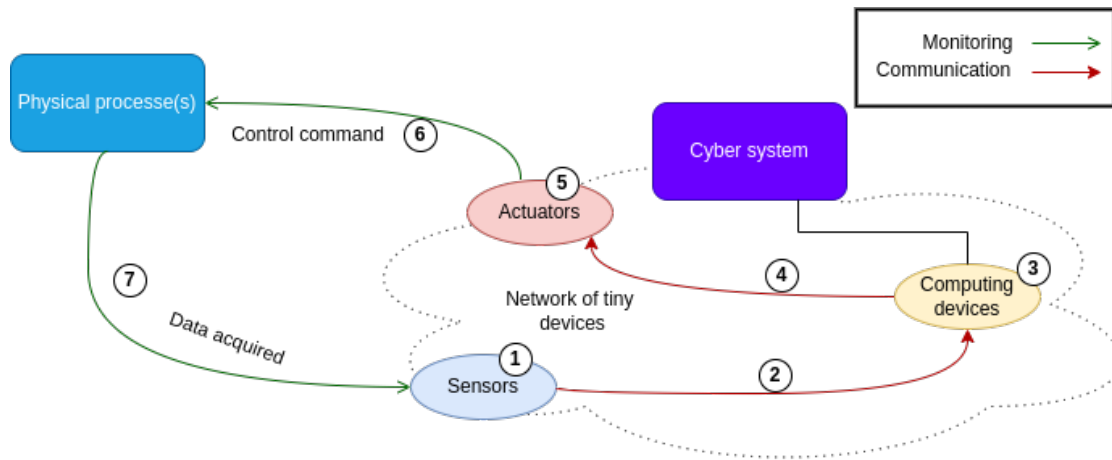 Monitoring
Communication
Physical processe(s)
Control command
6
Cyber system
5
Actuators
3
Computing
devices
4
7
Network of tiny
devices
Data acquired
1
Sensors
2